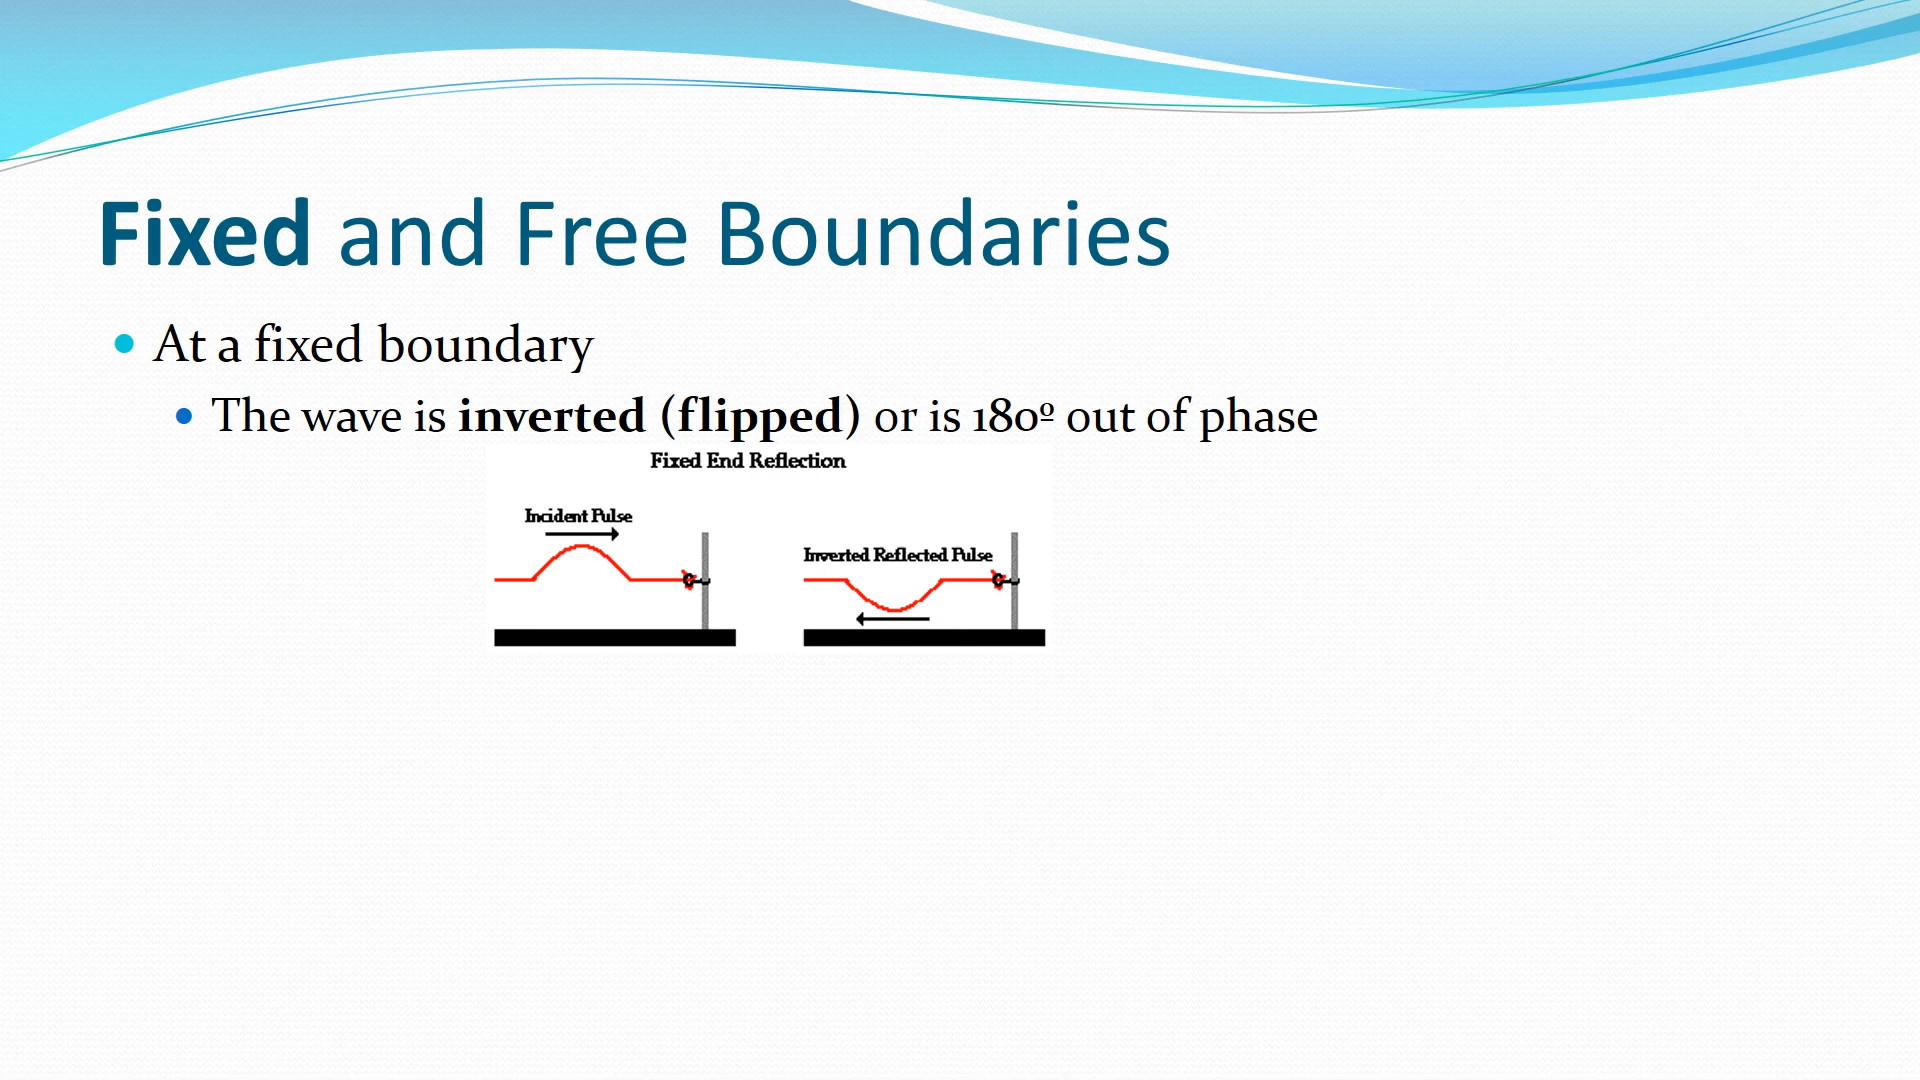 Fixed and Free Boundaries
At a fixed boundary
The wave is inverted (flipped) or is 180º out of phase
Fixed End Reflection
Incident Pulse
Inverted Reflected Pulse